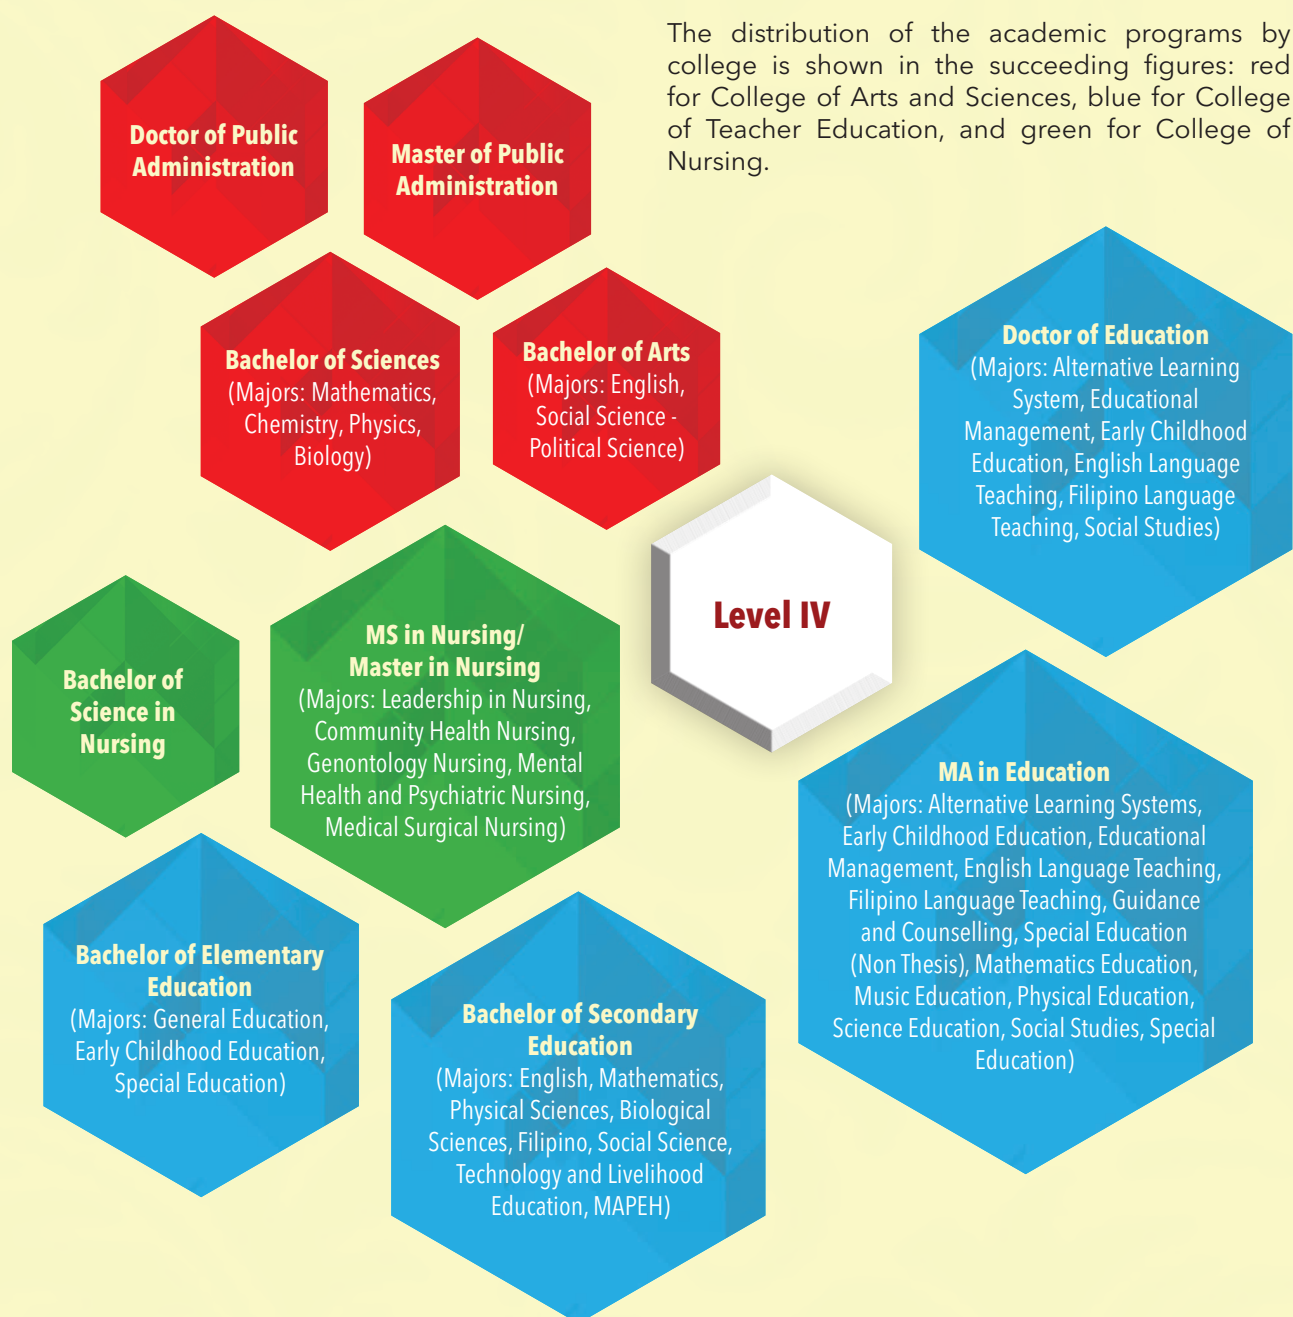 The distribution of the academic programs by
college is shown in the succeeding figures: red
for College of Arts and Sciences, blue for College
of Teacher Education, and green for College of
Nursing.
Doctor of Public
Administration
Master of Public
Administration
Bachelor of Sciences
(Majors: Mathematics,
Chemistry, Physics,
Biology)
Bachelor of Arts
(Majors: English,
Social Science -
Political Science)
Doctor of Education
(Majors: Alternative Learning
System, Educational
Management, Early Childhood
Education, English Language
Teaching, Filipino Language
Teaching, Social Studies)
Level IV
Bachelor of
Science in
Nursing
MS in Nursing/
Master in Nursing
(Majors: Leadership in Nursing,
Community Health Nursing,
Genontology Nursing, Mental
Health and Psychiatric Nursing,
Medical Surgical Nursing)
MA in Education
(Majors: Alternative Learning Systems,
Early Childhood Education, Educational
Management, English Language Teaching,
Filipino Language Teaching, Guidance
and Counselling, Special Education
(Non Thesis), Mathematics Education,
Music Education, Physical Education,
Science Education, Social Studies, Special
Education)
Bachelor of Elementary
Education
(Majors: General Education,
Early Childhood Education,
Special Education)
Bachelor of Secondary
Education
(Majors: English, Mathematics,
Physical Sciences, Biological
Sciences, Filipino, Social Science,
Technology and Livelihood
Education, MAPEH)